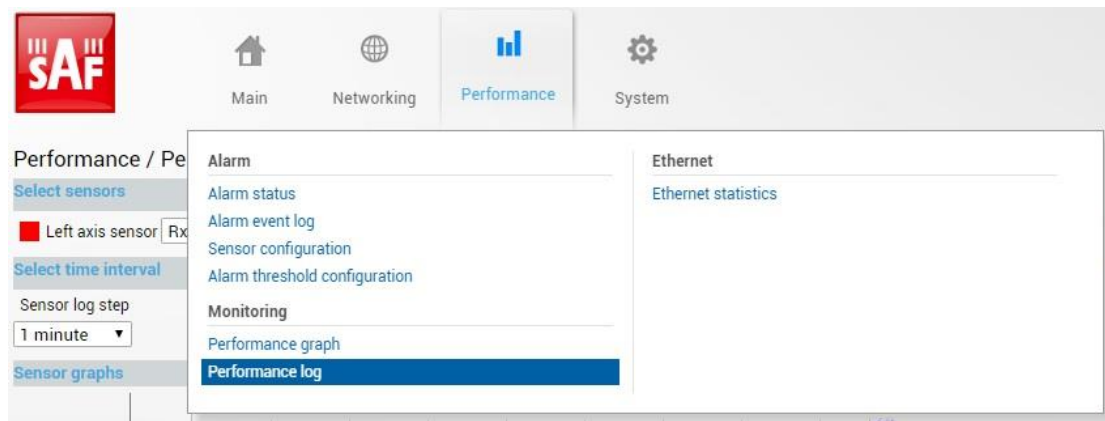 SAF
Main
Networking
Performance
System
Performance / Pe
Select sensors
Left axis sensor Rx
Select time interval
Sensor log step
1 minute
Sensor graphs
Alarm
Alarm status
Alarm event log
Sensor configuration
Alarm threshold configuration
Monitoring
Performance graph
Performance log
Ethernet
Ethernet statistics